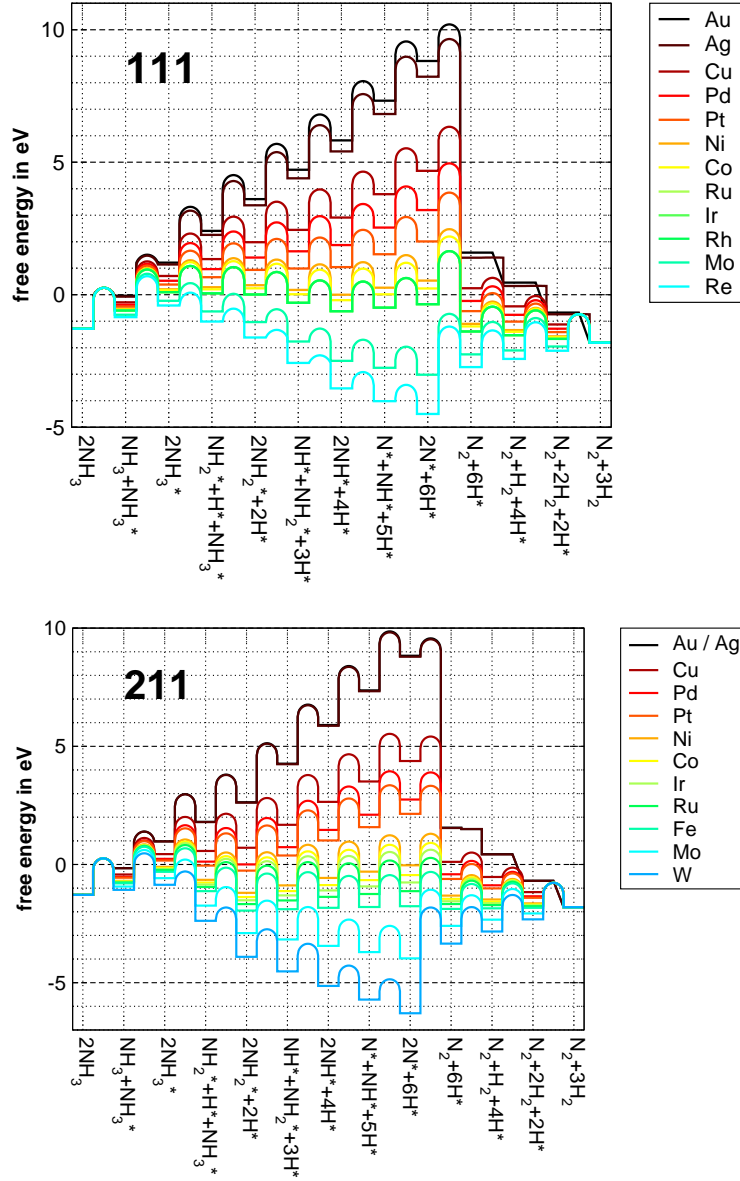 111
free energy in eV
10
5
0
-5
Au
Ag
Cu
Pd
Pt
Ni
Co
Ru
Ir
Rh
Mo
Re
2NH3
NH3+NH3*
2NH3*
NH2*+H*+NH3*
2NH2*+2H*
NH*+NH2*+3H*
2NH*+4H*
N*+NH*+5H*
2N*+6H*
N2+6H*
N2+H2+4H*
N2+2H2+2H*
N2+3H2
211
free energy in eV
10
5
0
-5
Au / Ag
Cu
Pd
Pt
Ni
Co
Ir
Ru
Fe
Mo
W
2NH3
NH3+NH3*
2NH3*
NH2*+H*+NH3*
2NH2*+2H*
NH*+NH2*+3H*
2NH*+4H*
N*+NH*+5H*
2N*+6H*
N2+6H*
N2+H2+4H*
N2+2H2+2H*
N2+3H2